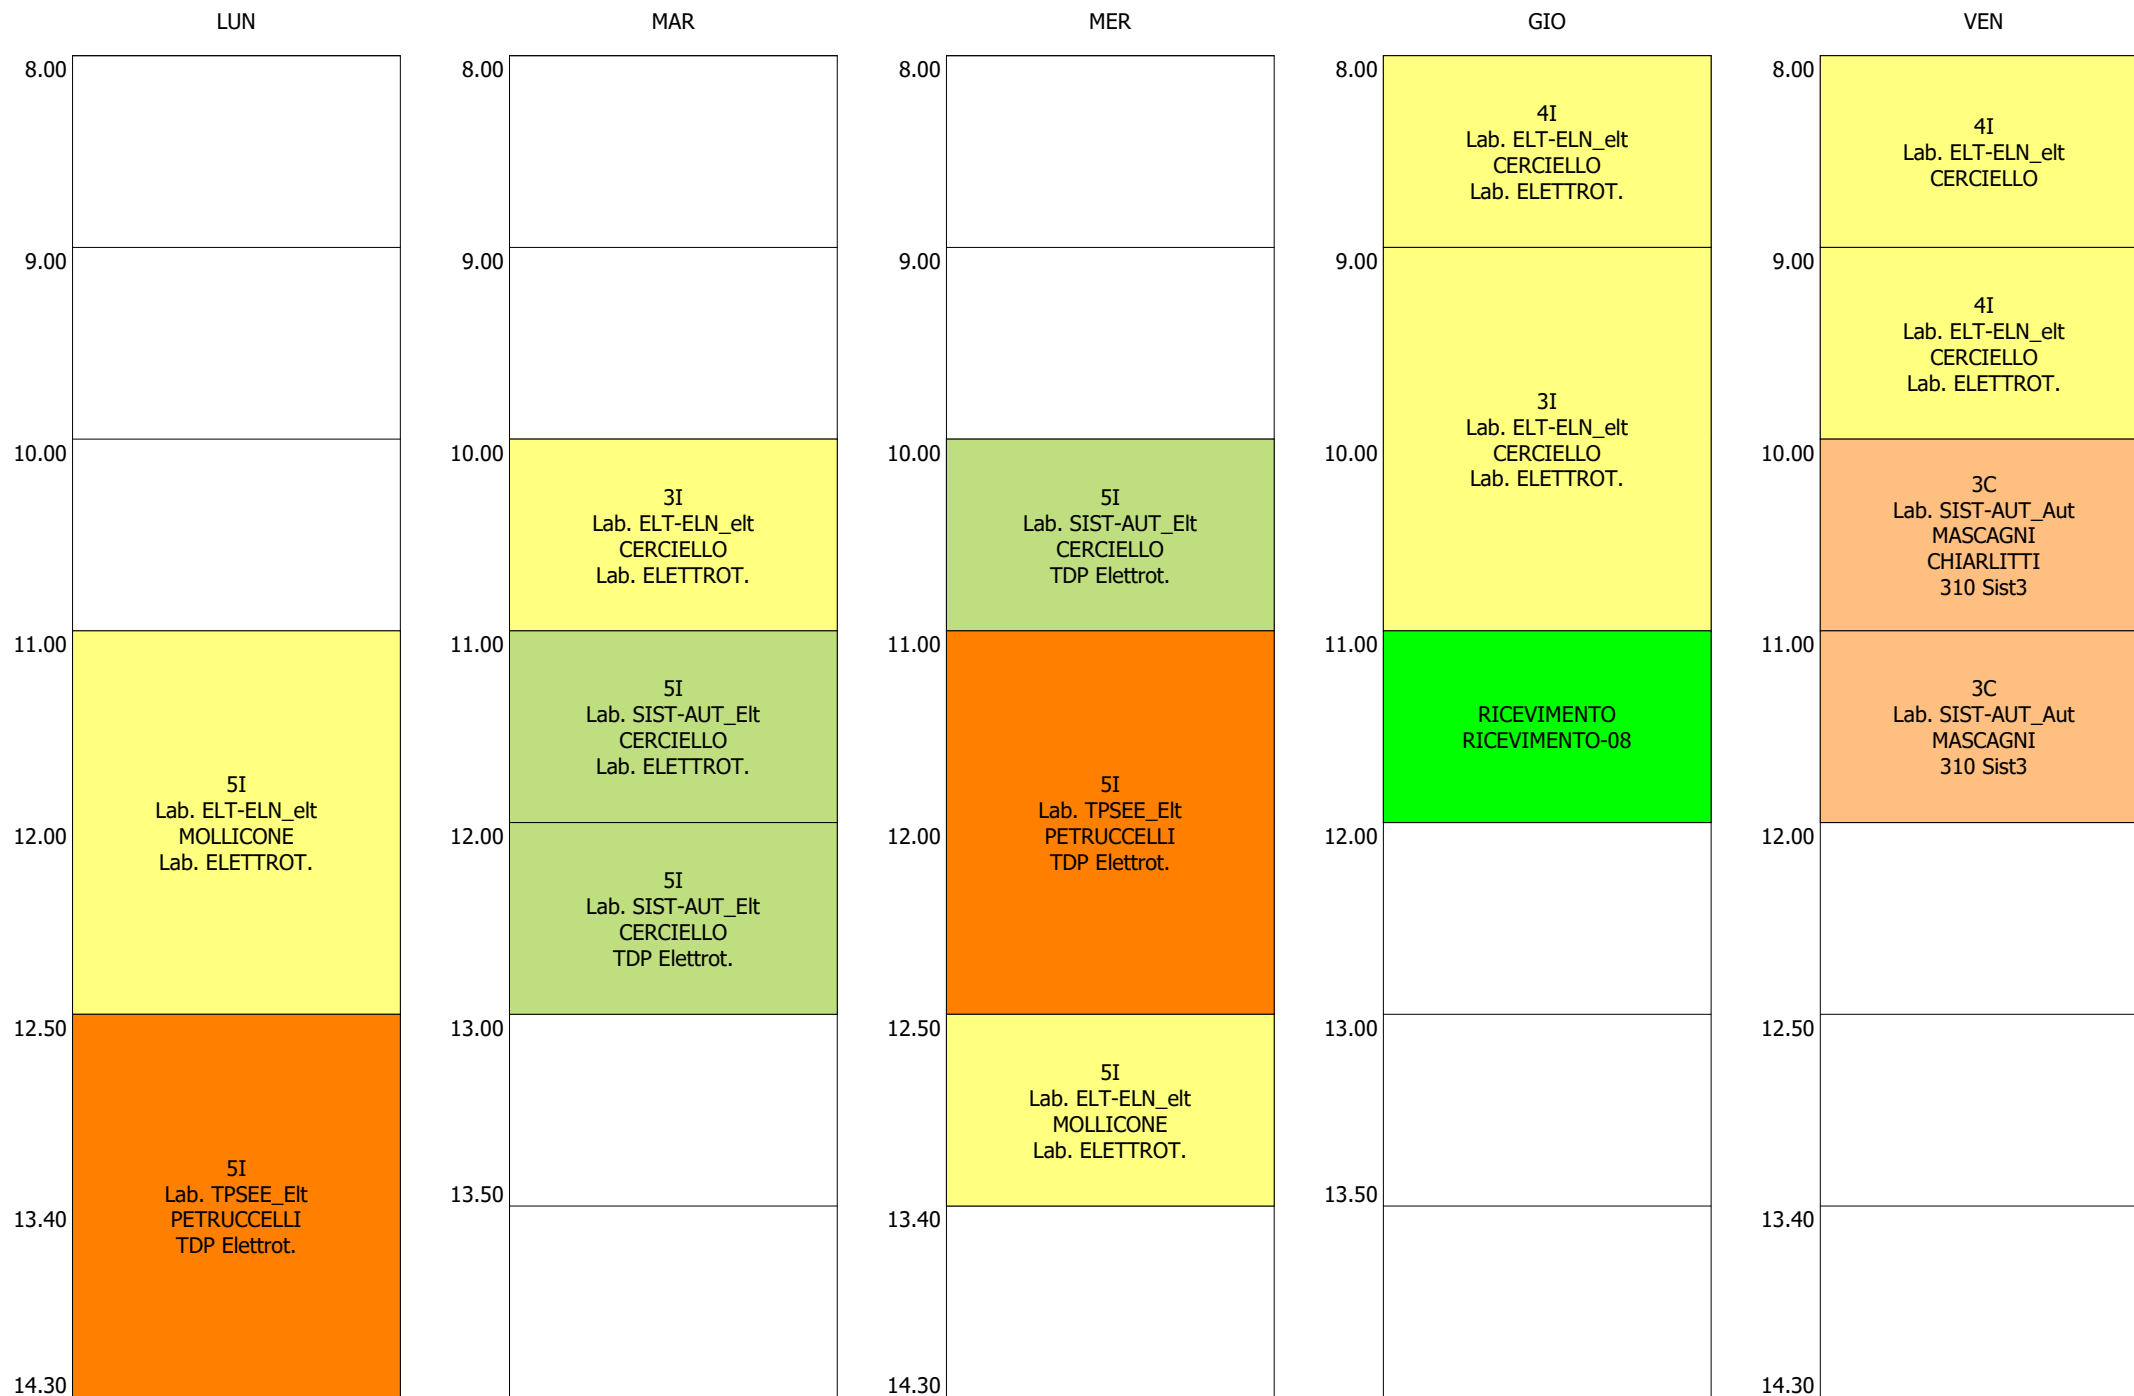 LUN
MAR
MER
GIO
VEN
8.00
9.00
10.00
11.00
5I
Lab. ELT-ELN_elt
MOLLICONE
Lab. ELETTROT.
12.00
12.50
5I
Lab. TPSEE_Elt
PETRUCCELLI
TDP Elettrot.
13.40
14.30
8.00
9.00
10.00
3I
Lab. ELT-ELN_elt
CERCIELLO
Lab. ELETTROT.
11.00
5I
Lab. SIST-AUT_Elt
CERCIELLO
Lab. ELETTROT.
12.00
5I
Lab. SIST-AUT_Elt
CERCIELLO
TDP Elettrot.
13.00
13.50
8.00
9.00
10.00
5I
Lab. SIST-AUT_Elt
CERCIELLO
TDP Elettrot.
11.00
5I
Lab. TPSEE_Elt
PETRUCCELLI
TDP Elettrot.
12.00
12.50
5I
Lab. ELT-ELN_elt
MOLLICONE
Lab. ELETTROT.
13.40
14.30
8.00
4I
Lab. ELT-ELN_elt
CERCIELLO
Lab. ELETTROT.
9.00
3I
Lab. ELT-ELN_elt
CERCIELLO
Lab. ELETTROT.
10.00
11.00
RICEVIMENTO
RICEVIMENTO-08
12.00
13.00
13.50
8.00
4I
Lab. ELT-ELN_elt
CERCIELLO
9.00
4I
Lab. ELT-ELN_elt
CERCIELLO
Lab. ELETTROT.
10.00
3C
Lab. SIST-AUT_Aut
MASCAGNI
CHIARLITTI
310 Sist3
11.00
3C
Lab. SIST-AUT_Aut
MASCAGNI
310 Sist3
12.00
12.50
13.40
14.30